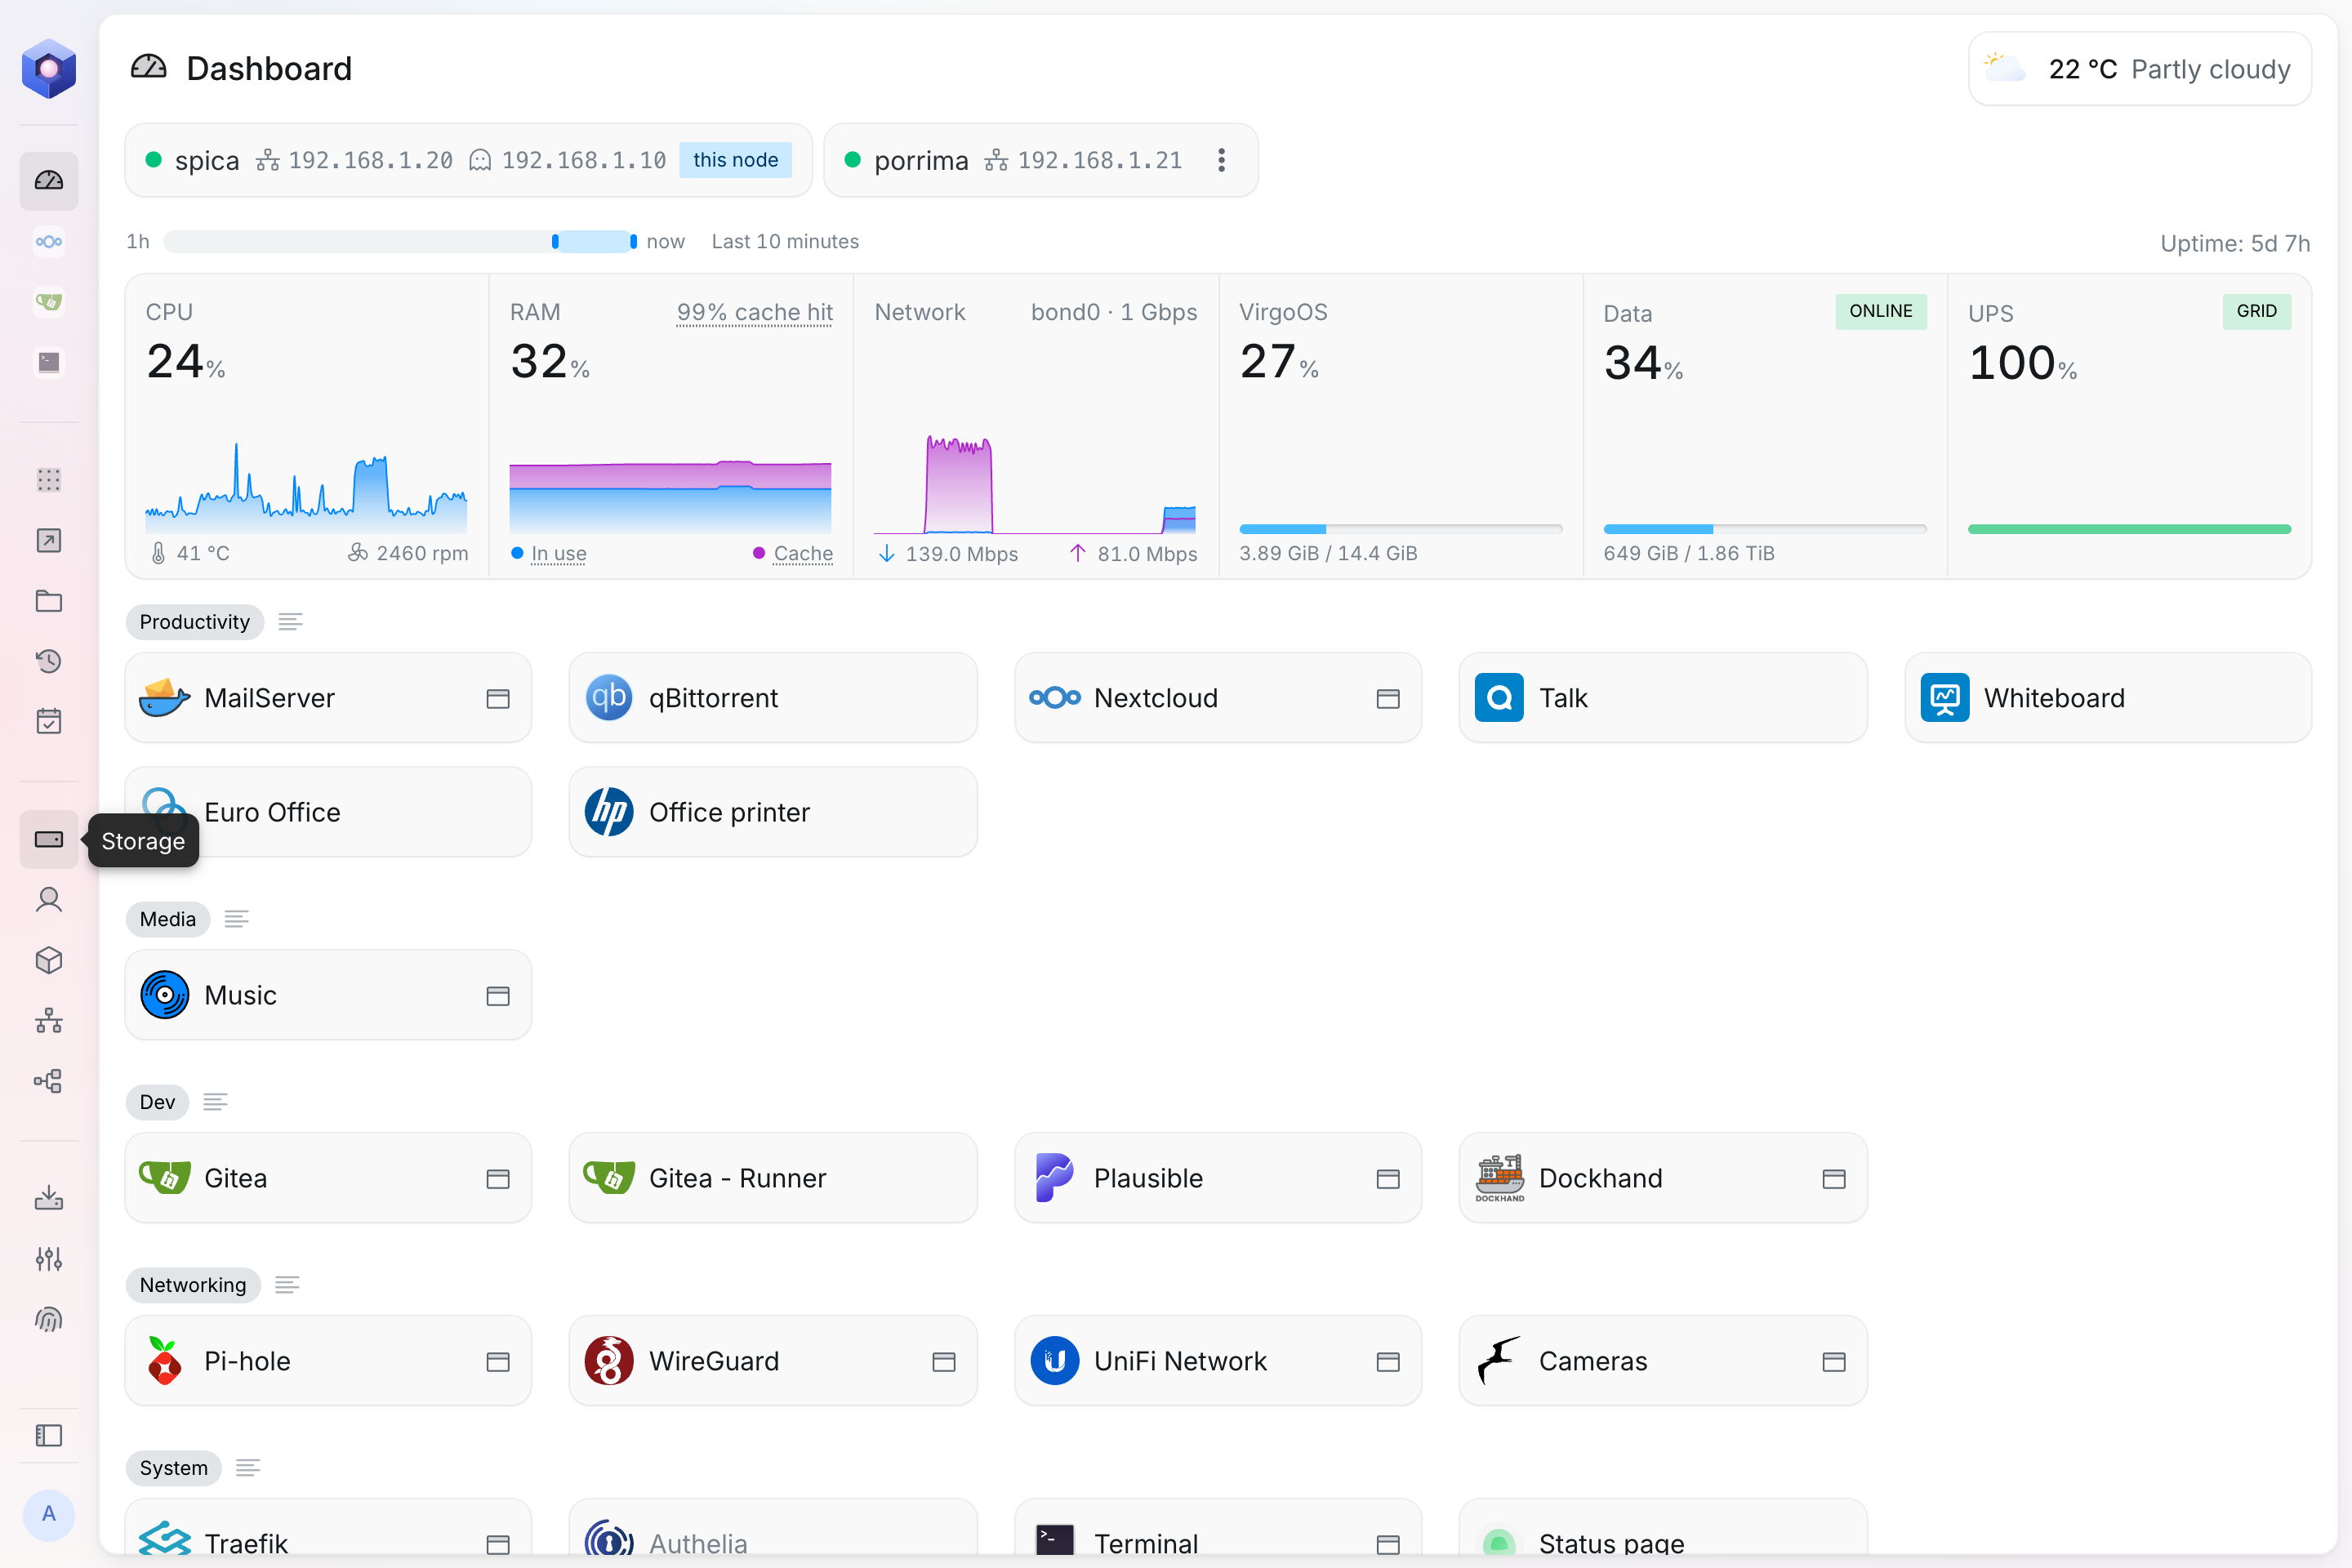 Dashboard
22 °C Partly cloudy
spica 192.168.1.20 192.168.1.10 this node
porrima 192.168.1.21
1h now Last 10 minutes
Uptime: 5d 7h
CPU
24%
41 °C 2460 rpm
RAM 99% cache hit
32%
In use Cache
Network bond0 · 1 Gbps
139.0 Mbps 81.0 Mbps
VirgoOS
27%
3.89 GiB / 14.4 GiB
Data ONLINE
34%
649 GiB / 1.86 TiB
UPS GRID
100%
Productivity
MailServer
qb qBittorrent
Nextcloud
Talk
Whiteboard
Euro Office
hp Office printer
Storage
Media
Music
Dev
Gitea
Gitea - Runner
Plausible
DOCKHAND Dockhand
Networking
Pi-hole
WireGuard
U UniFi Network
Cameras
System
Traefik
Authelia
>_ Terminal
Status page
A